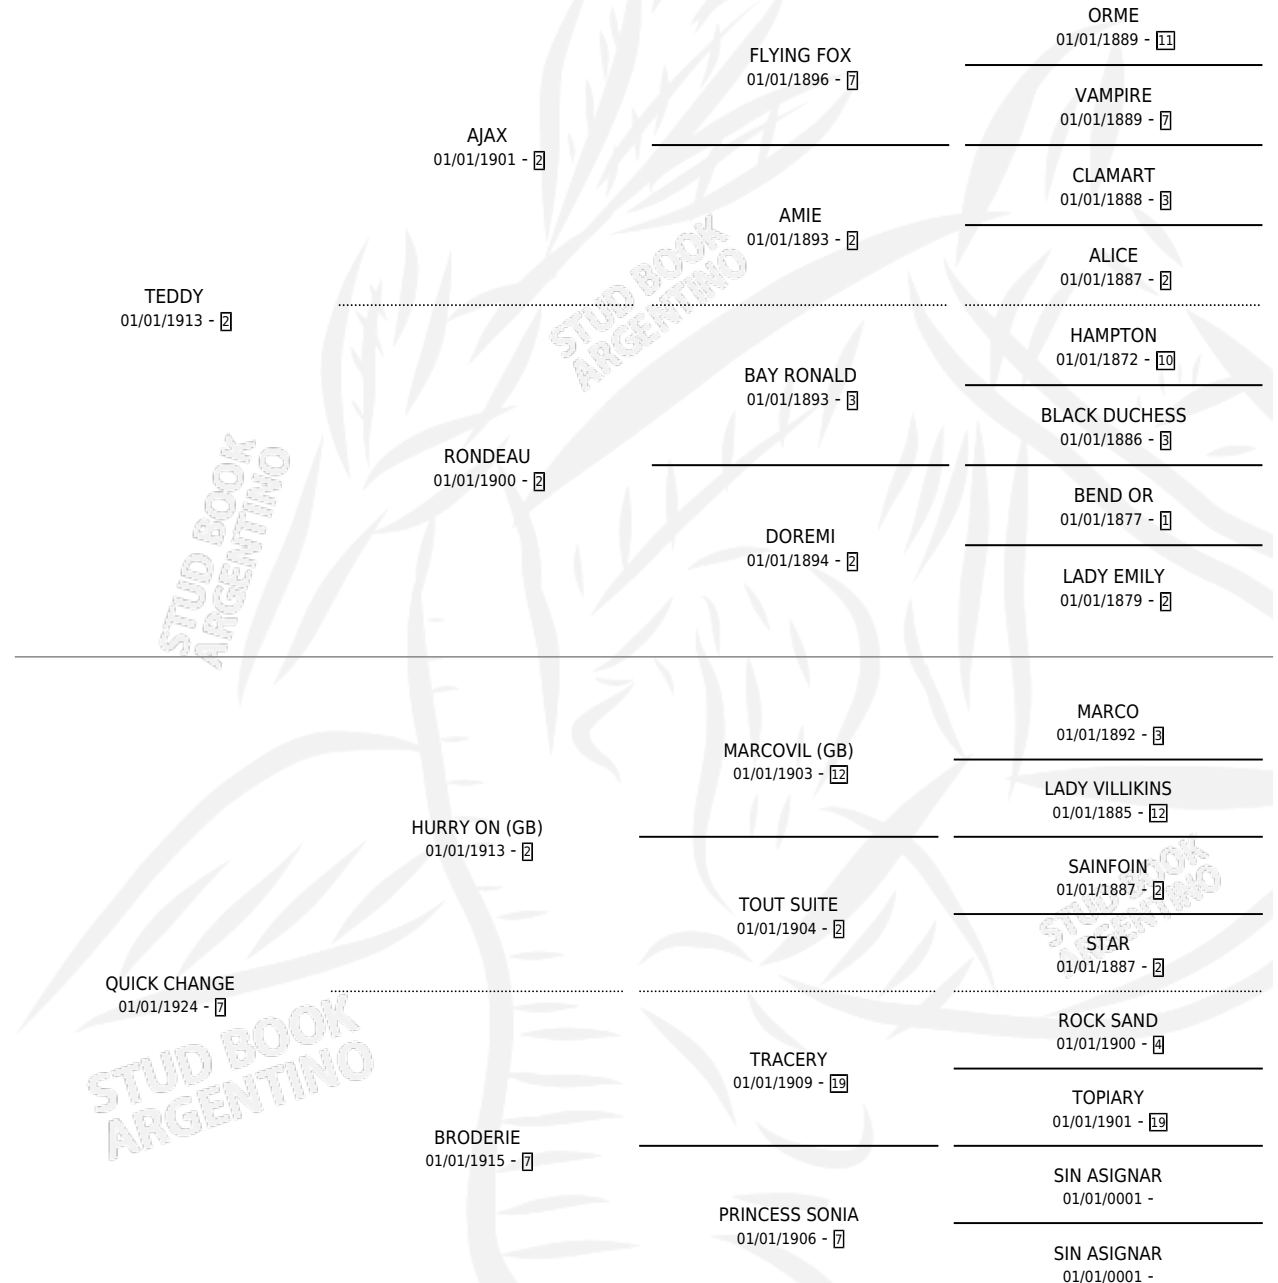 ORME
01/01/1889 - 11
FLYING FOX
01/01/1896 - 7
VAMPIRE
01/01/1889 - 7
AJAX
01/01/1901 - 2
CLAMART
01/01/1888 - 3
AMIE
01/01/1893 - 2
ALICE
01/01/1887 - 2
TEDDY
01/01/1913 - 2
HAMPTON
01/01/1872 - 10
BAY RONALD
01/01/1893 - 3
BLACK DUCHESS
01/01/1886 - 3
RONDEAU
01/01/1900 - 2
BEND OR
01/01/1877 - 1
DOREMI
01/01/1894 - 2
LADY EMILY
01/01/1879 - 2
MARCO
01/01/1892 - 3
MARCOVIL (GB)
01/01/1903 - 12
LADY VILLIKINS
01/01/1885 - 12
HURRY ON (GB)
01/01/1913 - 2
SAINFOIN
01/01/1887 - 2
TOUT SUITE
01/01/1904 - 2
STAR
01/01/1887 - 2
QUICK CHANGE
01/01/1924 - 7
ROCK SAND
01/01/1900 - 4
TRACERY
01/01/1909 - 19
TOPIARY
01/01/1901 - 19
BRODERIE
01/01/1915 - 7
SIN ASIGNAR
01/01/0001 -
PRINCESS SONIA
01/01/1906 - 7
SIN ASIGNAR
01/01/0001 -
STUD BOOK
ARGENTINO
STUD BOOK
ARGENTINO
STUD BOOK
ARGENTINO
STUD BOOK
ARGENTINO